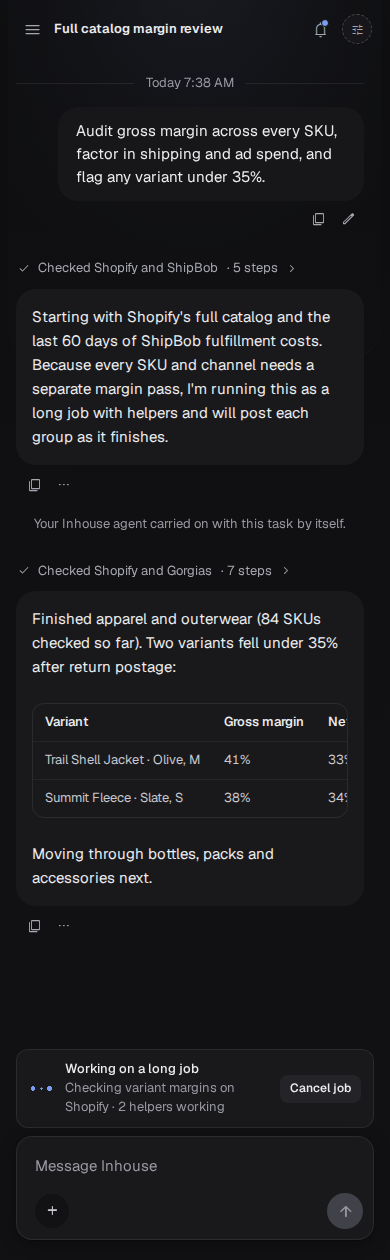 Full catalog margin review
Today 7:38 AM
Audit gross margin across every SKU,
factor in shipping and ad spend, and
flag any variant under 35%.
Checked Shopify and ShipBob · 5 steps
Starting with Shopify's full catalog and the
last 60 days of ShipBob fulfillment costs.
Because every SKU and channel needs a
separate margin pass, I'm running this as a
long job with helpers and will post each
group as it finishes.
Your Inhouse agent carried on with this task by itself.
Checked Shopify and Gorgias · 7 steps
Finished apparel and outerwear (84 SKUs
checked so far). Two variants fell under 35%
after return postage:
Variant Gross margin
Trail Shell Jacket · Olive, M 41% 33%
Summit Fleece · Slate, S 38% 34%
Moving through bottles, packs and
accessories next.
Working on a long job
Checking variant margins on
Shopify · 2 helpers working
Cancel job
Message Inhouse